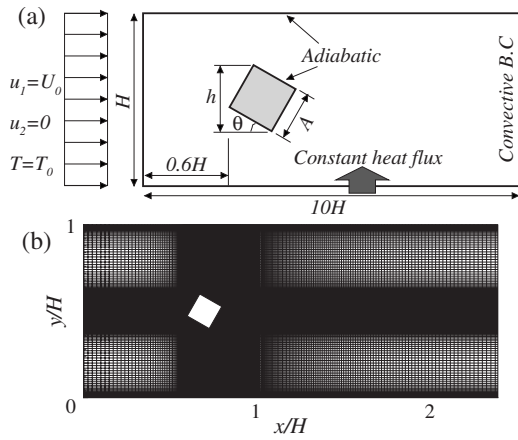 (a)
Adiabatic
u₁=U₀
u₂=0
T=T₀
H
h
θ
A
Convective B.C
0.6H
Constant heat flux
10H
(b)
1
y/H
0
1
2
x/H